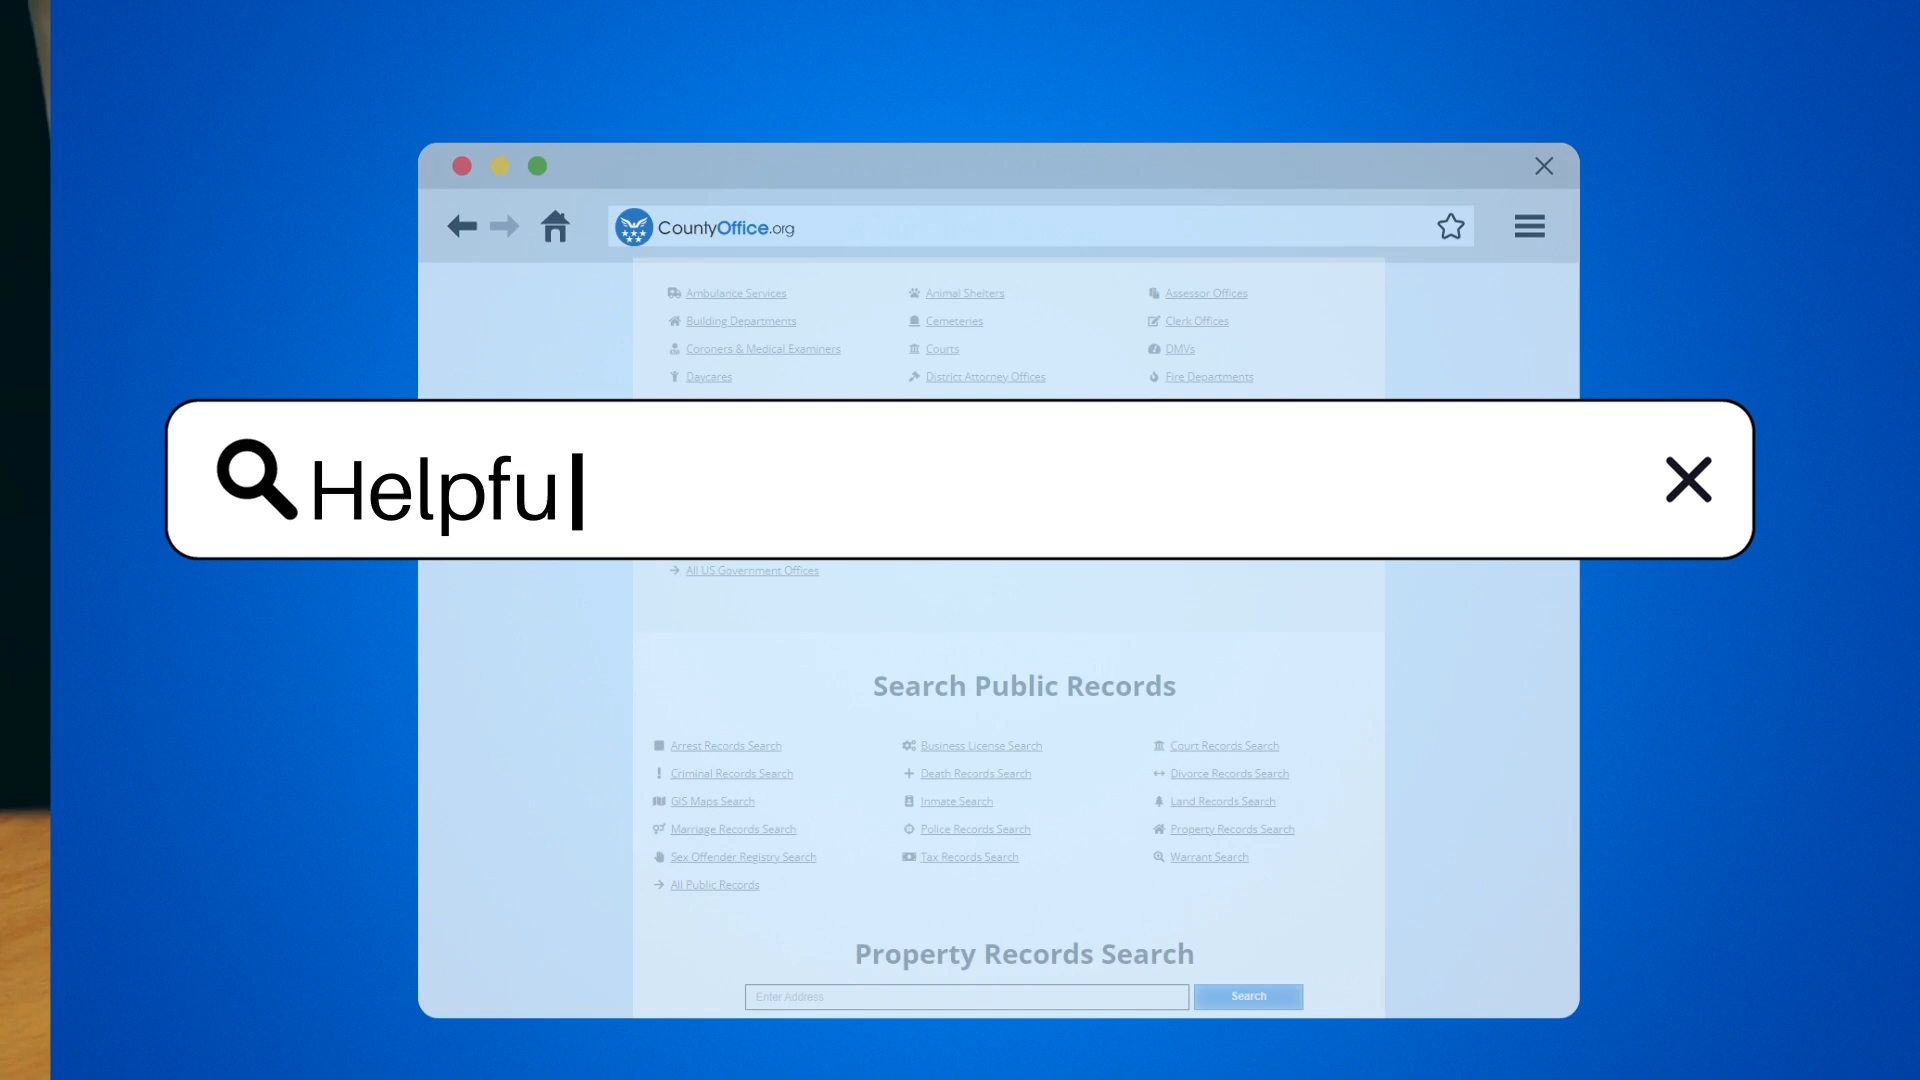 CountyOffice.org
Ambulance Services Animal Shelters Assessor Offices
Building Departments Cemeteries Clerk Offices
Coroners & Medical Examiners Courts DMVs
Daycares District Attorney Offices Fire Departments
Helpfu
All US Government Offices
Search Public Records
Arrest Records Search Business License Search Court Records Search
Criminal Records Search Death Records Search Divorce Records Search
GIS Maps Search Inmate Search Land Records Search
Marriage Records Search Police Records Search Property Records Search
Sex Offender Registry Search Tax Records Search Warrant Search
All Public Records
Property Records Search
Enter Address Search